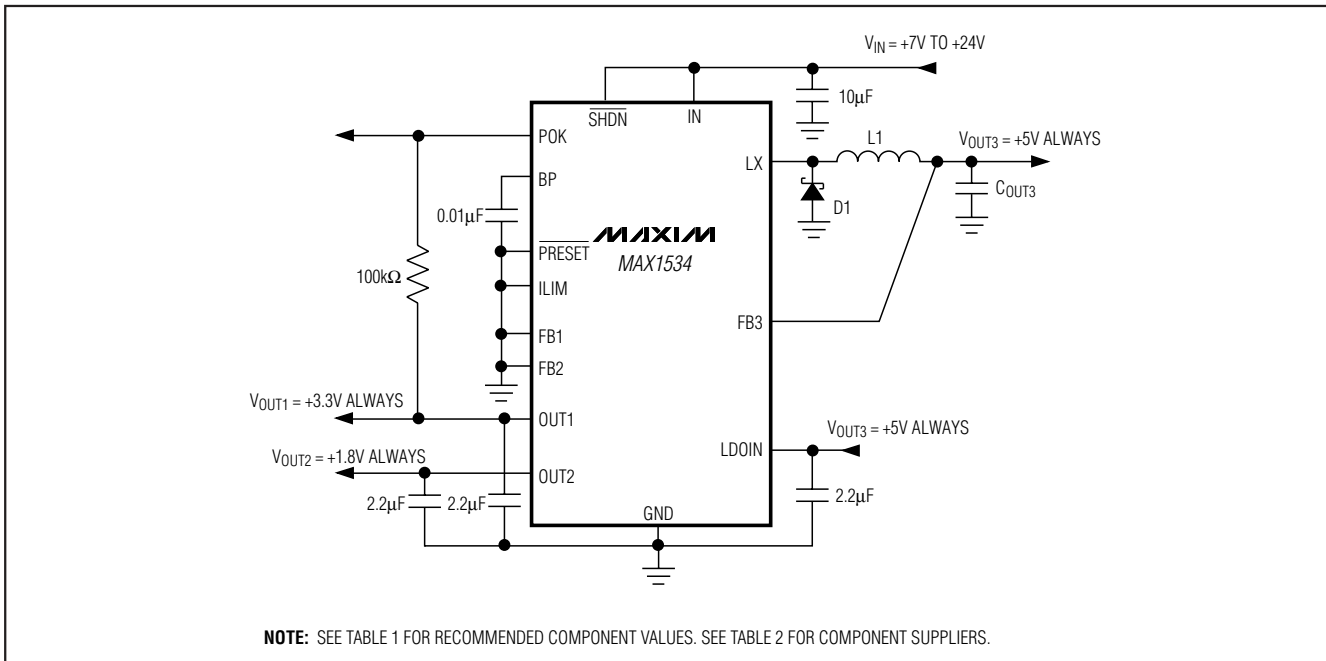 V_IN = +7V TO +24V
10µF
SHDN
IN
POK
LX
L1
V_OUT3 = +5V ALWAYS
BP
D1
C_OUT3
0.01µF
MAXIM
MAX1534
PRESET
100kΩ
ILIM
FB3
FB1
FB2
V_OUT1 = +3.3V ALWAYS
OUT1
V_OUT3 = +5V ALWAYS
LDOIN
V_OUT2 = +1.8V ALWAYS
OUT2
2.2µF
2.2µF
2.2µF
GND
NOTE: SEE TABLE 1 FOR RECOMMENDED COMPONENT VALUES. SEE TABLE 2 FOR COMPONENT SUPPLIERS.